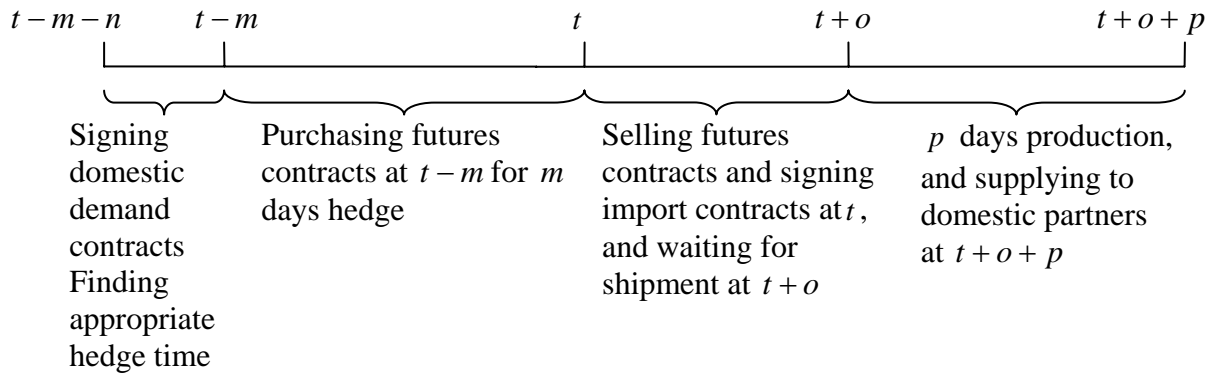 t − m − n t − m t t + o t + o + p
Signing
domestic
demand
contracts
Finding
appropriate
hedge time
Purchasing futures
contracts at t − m for m
days hedge
Selling futures
contracts and signing
import contracts at t ,
and waiting for
shipment at t + o
p days production,
and supplying to
domestic partners
at t + o + p